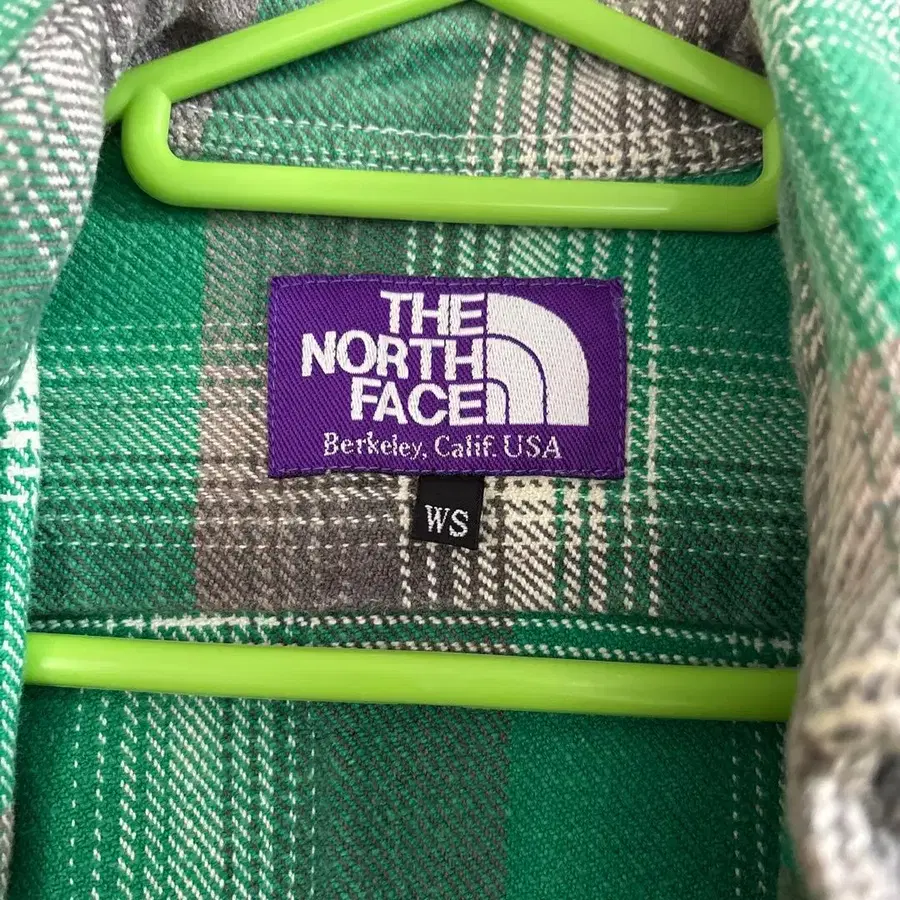 THE
NORTH
FACE
Berkeley, Calif. USA
WS